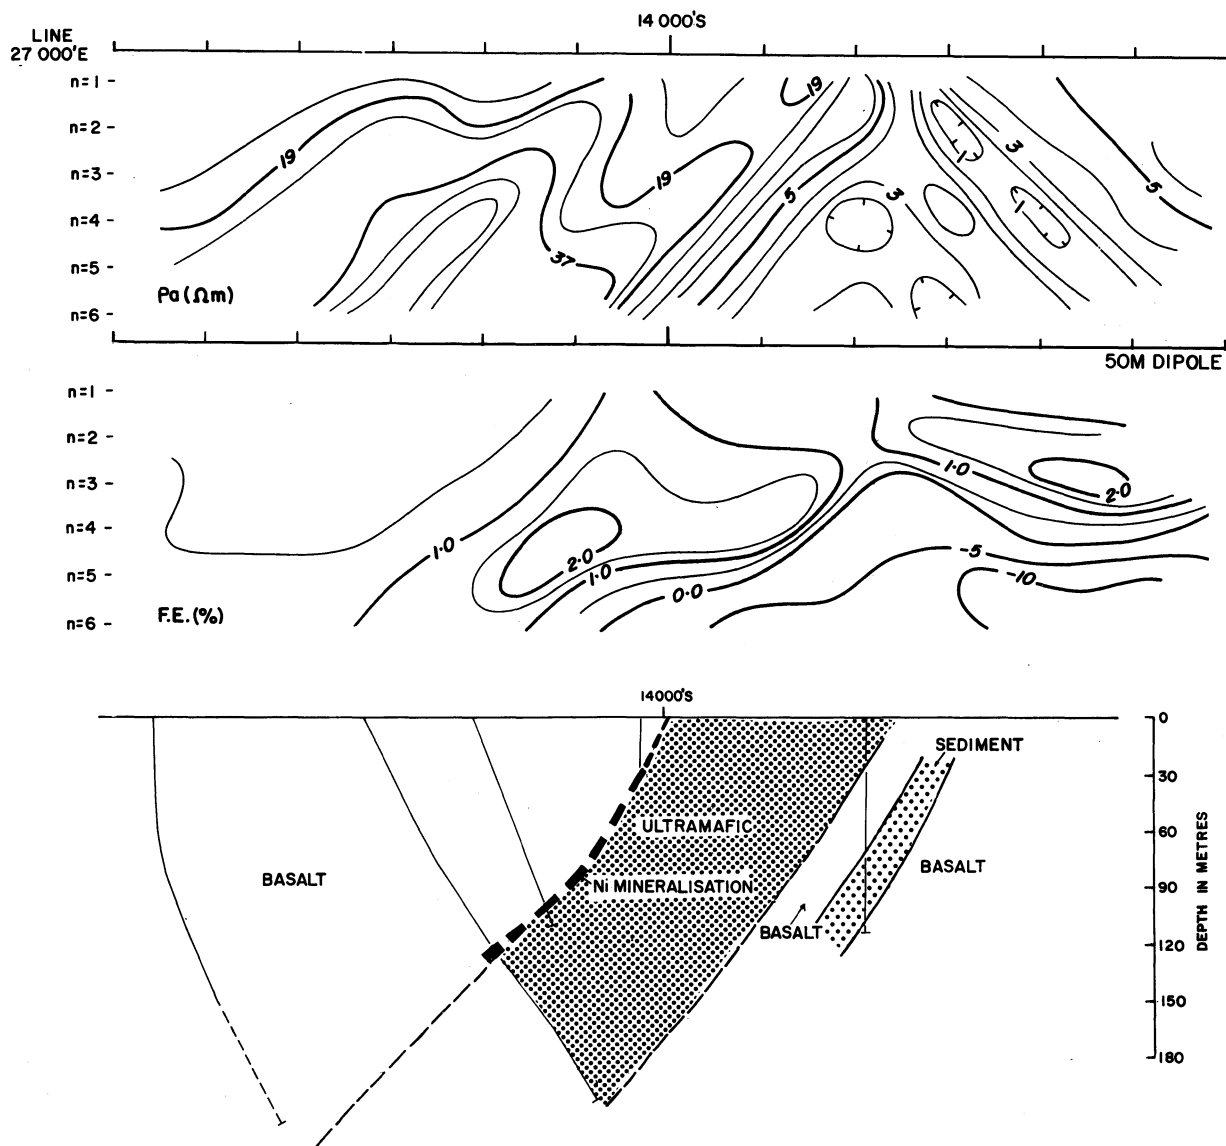 14 000'S
LINE
27 000'E
n=1
n=2
n=3
n=4
n=5
n=6
19
19
19
37
5
3
3
1
1
5
ρa (Ωm)
50M DIPOLE
n=1
n=2
n=3
n=4
n=5
n=6
1.0
2.0
1.0
0.0
1.0
2.0
-5
-10
F.E. (%)
14000'S
0
30
60
90
120
150
180
DEPTH IN METRES
SEDIMENT
ULTRAMAFIC
BASALT
Ni MINERALISATION
BASALT
BASALT